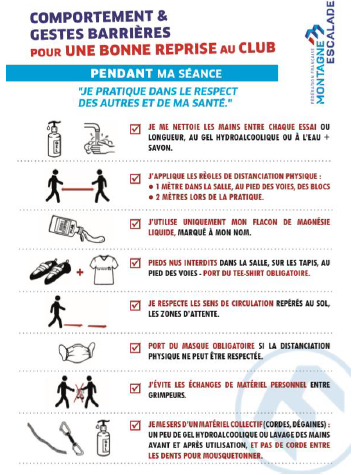 COMPORTEMENT &
GESTES BARRIÈRES
POUR UNE BONNE REPRISE AU CLUB
FÉDÉRATION FRANÇAISE
MONTAGNE
ESCALADE
PENDANT MA SÉANCE
"JE PRATIQUE DANS LE RESPECT
DES AUTRES ET DE MA SANTÉ."
JE ME NETTOIE LES MAINS ENTRE CHAQUE ESSAI OU
LONGUEUR, AU GEL HYDROALCOOLIQUE OU À L'EAU +
SAVON.
J'APPLIQUE LES RÈGLES DE DISTANCIATION PHYSIQUE :
• 1 MÈTRE DANS LA SALLE, AU PIED DES VOIES, DES BLOCS
• 2 MÈTRES LORS DE LA PRATIQUE.
J'UTILISE UNIQUEMENT MON FLACON DE MAGNÉSIE
LIQUIDE, MARQUÉ À MON NOM.
PIEDS NUS INTERDITS DANS LA SALLE, SUR LES TAPIS, AU
PIED DES VOIES - PORT DU TEE-SHIRT OBLIGATOIRE.
JE RESPECTE LES SENS DE CIRCULATION REPÉRÉS AU SOL,
LES ZONES D'ATTENTE.
PORT DU MASQUE OBLIGATOIRE SI LA DISTANCIATION
PHYSIQUE NE PEUT ÊTRE RESPECTÉE.
J'ÉVITE LES ÉCHANGES DE MATÉRIEL PERSONNEL ENTRE
GRIMPEURS.
JE ME SERS D'UN MATÉRIEL COLLECTIF (CORDES, DÉGAINES) :
UN PEU DE GEL HYDROALCOOLIQUE OU LAVAGE DES MAINS
AVANT ET APRÈS UTILISATION, ET PAS DE CORDE ENTRE
LES DENTS POUR MOUSQUETONNER.